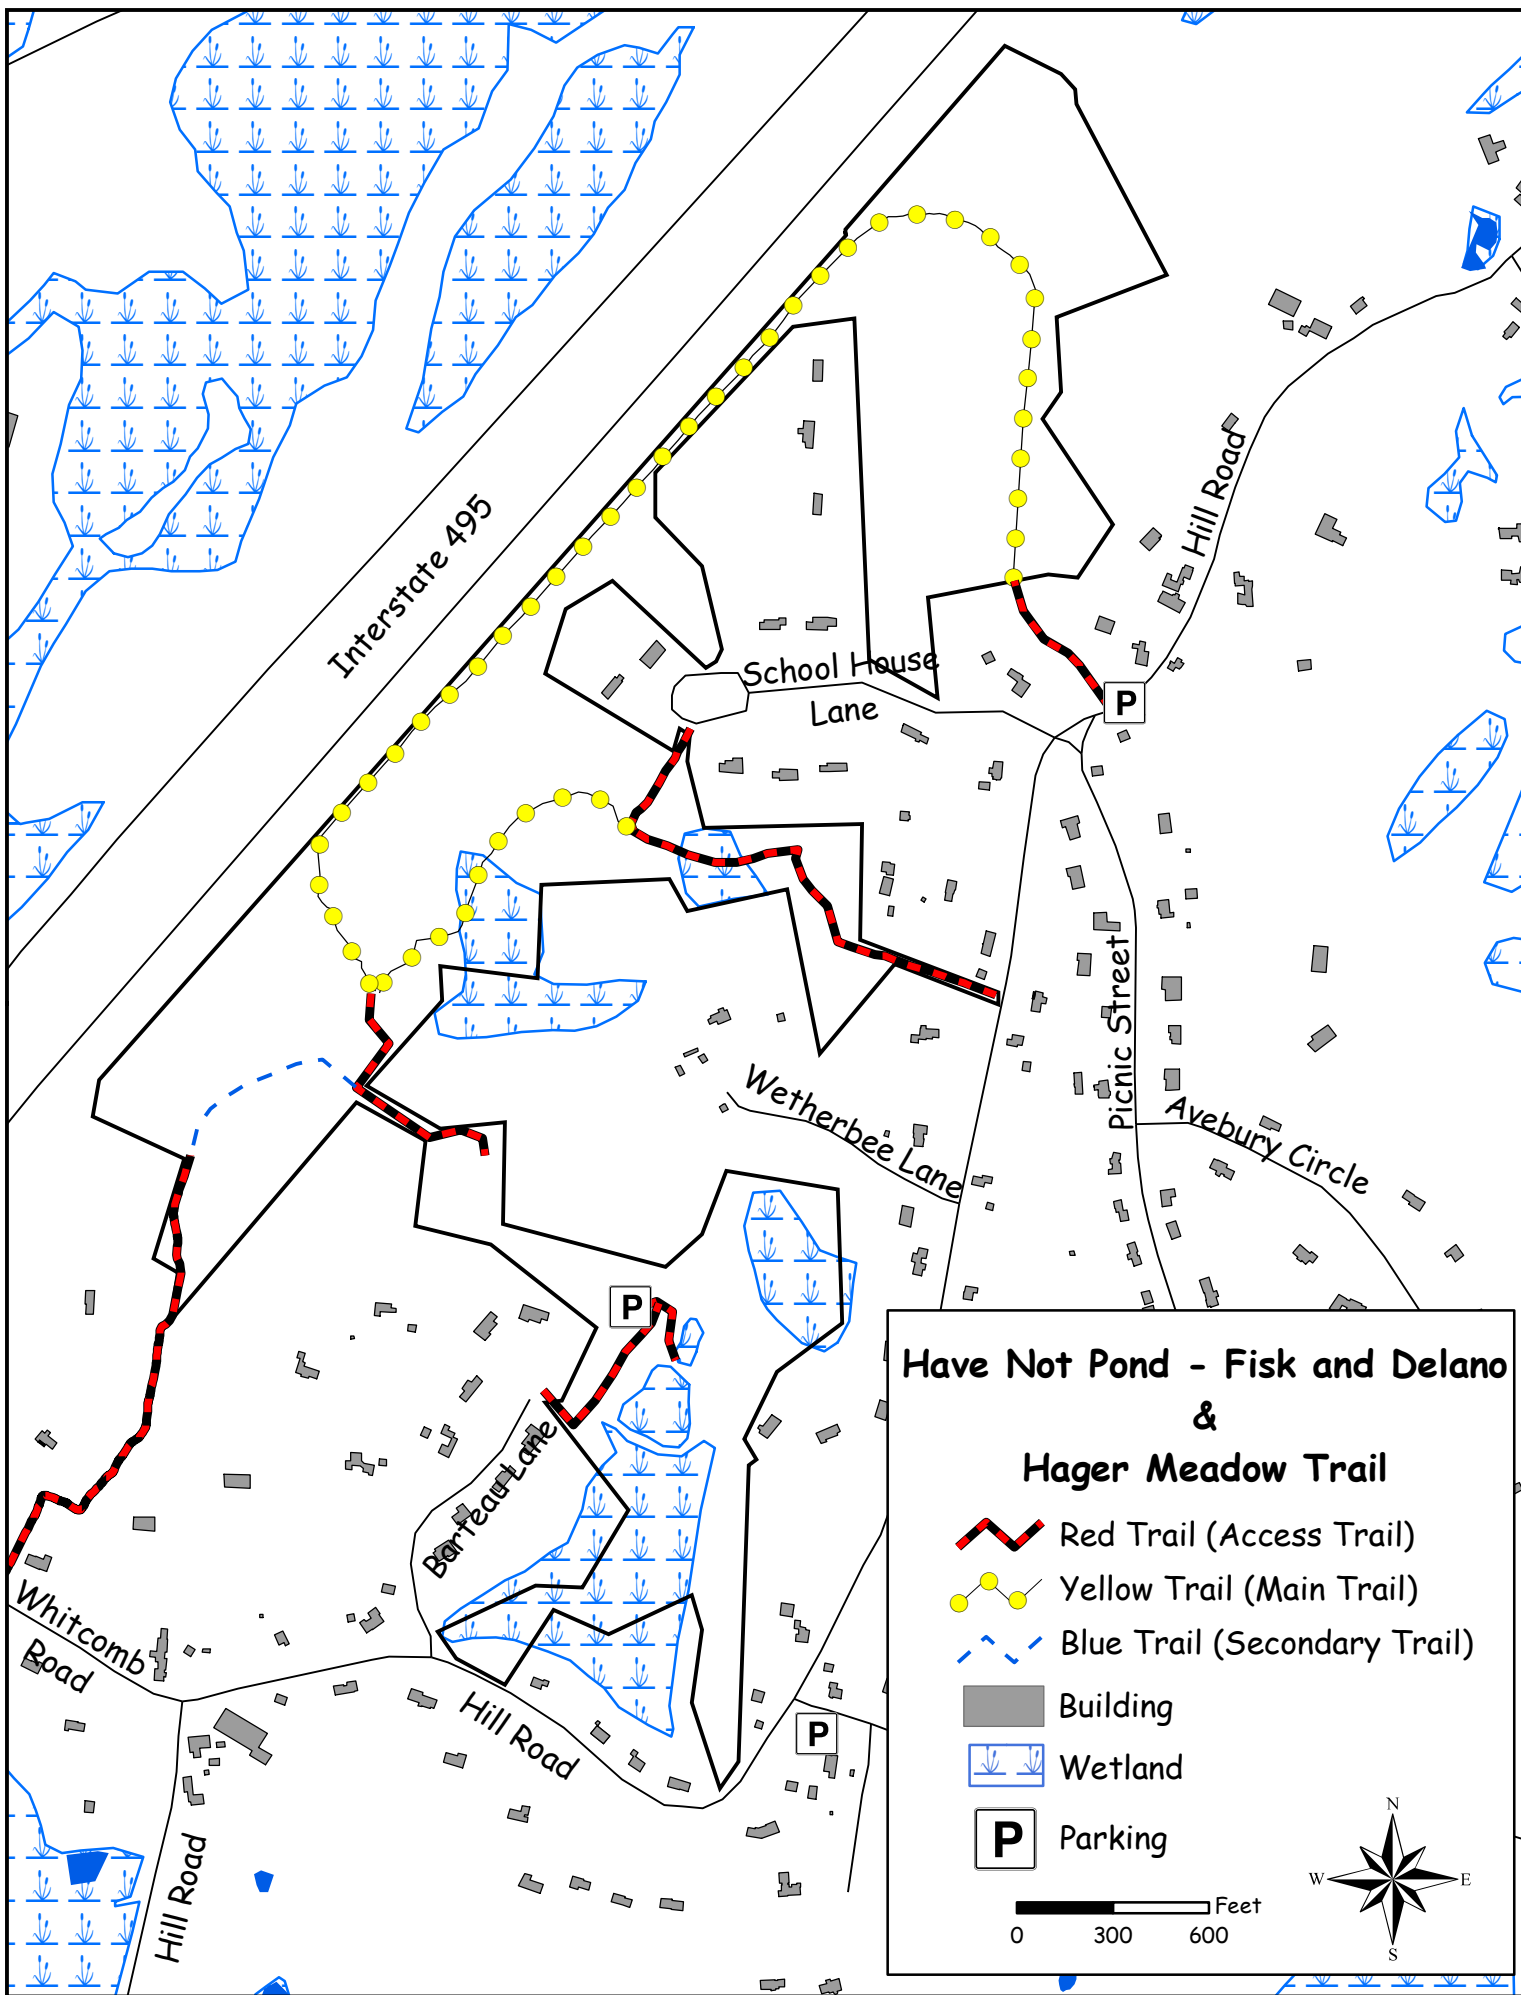 Interstate 495
Hill Road
School House
Lane
Picnic Street
Wetherbee Lane
Avebury Circle
P
P
Barteau Lane
Whitcomb
Road
Hill Road
P
Hill Road
Have Not Pond - Fisk and Delano
&
Hager Meadow Trail
Red Trail (Access Trail)
Yellow Trail (Main Trail)
Blue Trail (Secondary Trail)
Building
Wetland
P Parking
Feet
0 300 600
N
W E
S